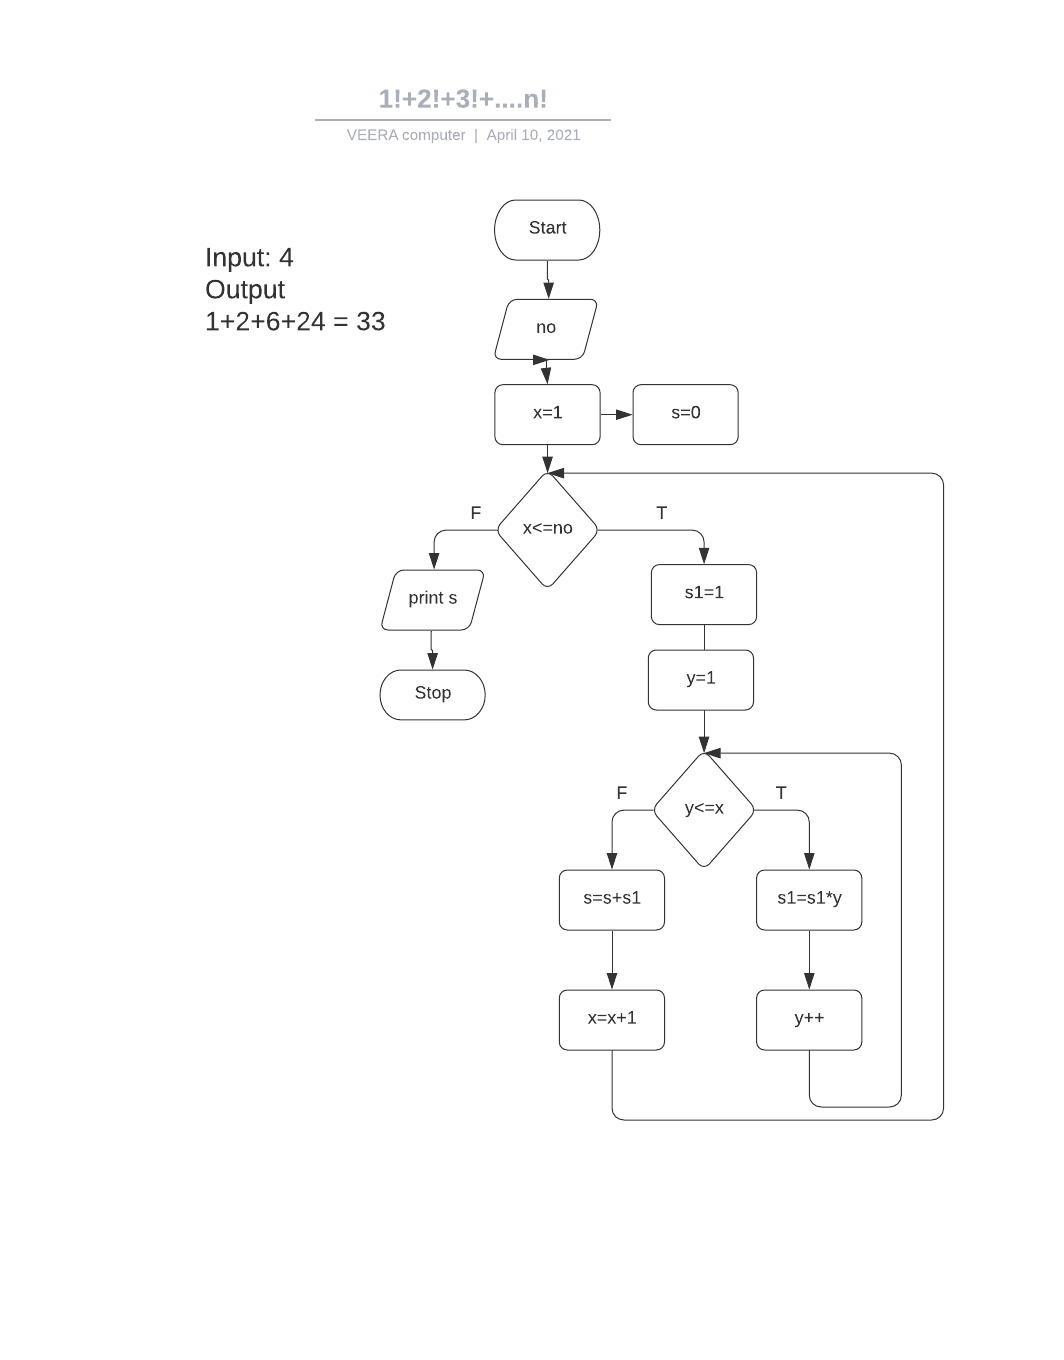 1!+2!+3!+....n!
VEERA computer | April 10, 2021
Start
Input: 4
Output
1+2+6+24 = 33
no
x=1
s=0
F
x<=no
T
print s
s1=1
Stop
y=1
F
y<=x
T
s=s+s1
s1=s1*y
x=x+1
y++